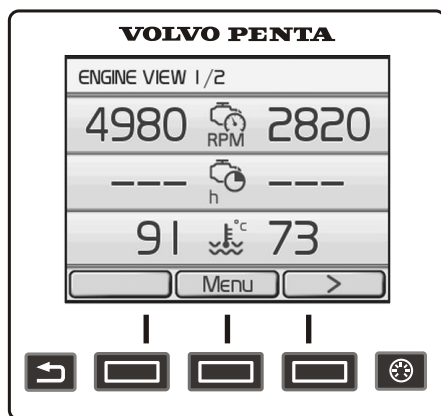 VOLVO PENTA
ENGINE VIEW 1/2
4980 RPM 2820
--- h ---
91 °c 73
Menu >